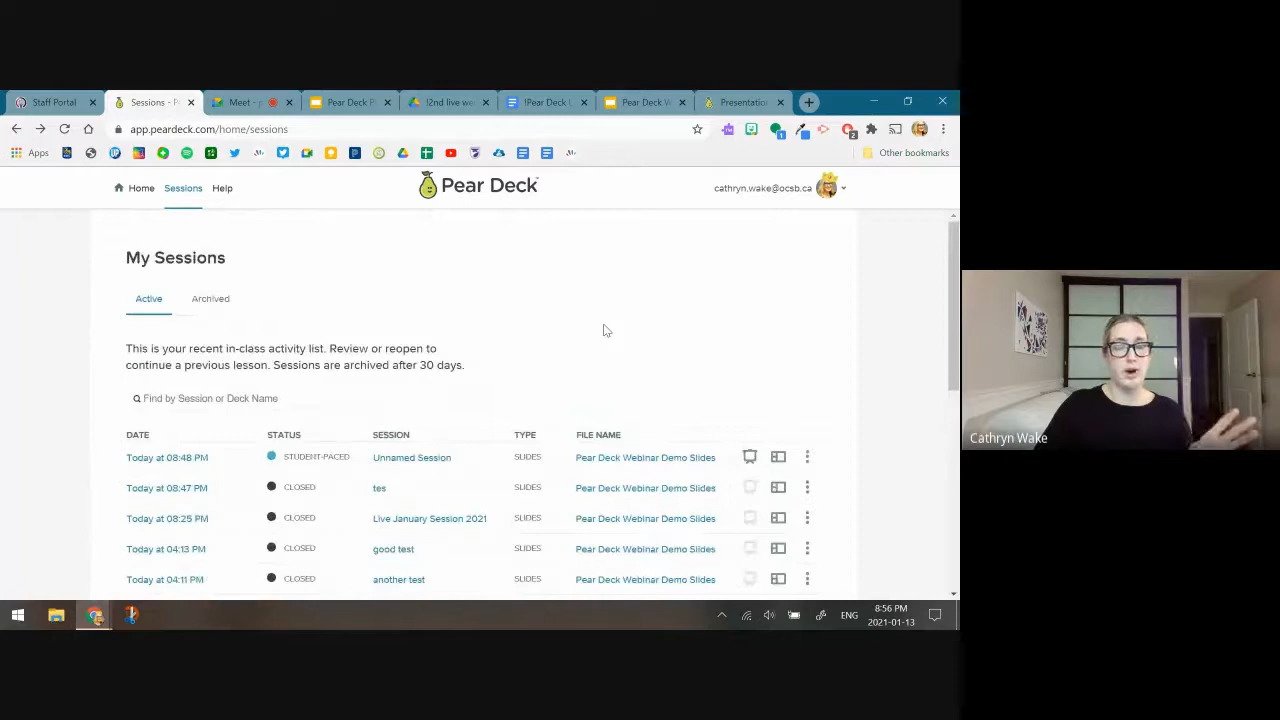 Staff Portal
Sessions - P
Meet -
Pear Deck P
!2nd live we
!Pear Deck
Pear Deck W
Presentation
app.peardeck.com/home/sessions
Apps
Other bookmarks
Home
Sessions
Help
Pear Deck
cathryn.wake@ocsb.ca
My Sessions
Active
Archived
This is your recent in-class activity list. Review or reopen to
continue a previous lesson. Sessions are archived after 30 days.
Find by Session or Deck Name
DATE STATUS SESSION TYPE FILE NAME
Today at 08:48 PM STUDENT-PACED Unnamed Session SLIDES Pear Deck Webinar Demo Slides
Today at 08:47 PM CLOSED tes SLIDES Pear Deck Webinar Demo Slides
Today at 08:25 PM CLOSED Live January Session 2021 SLIDES Pear Deck Webinar Demo Slides
Today at 04:13 PM CLOSED good test SLIDES Pear Deck Webinar Demo Slides
Today at 04:11 PM CLOSED another test SLIDES Pear Deck Webinar Demo Slides
ENG
8:56 PM
2021-01-13
Cathryn Wake